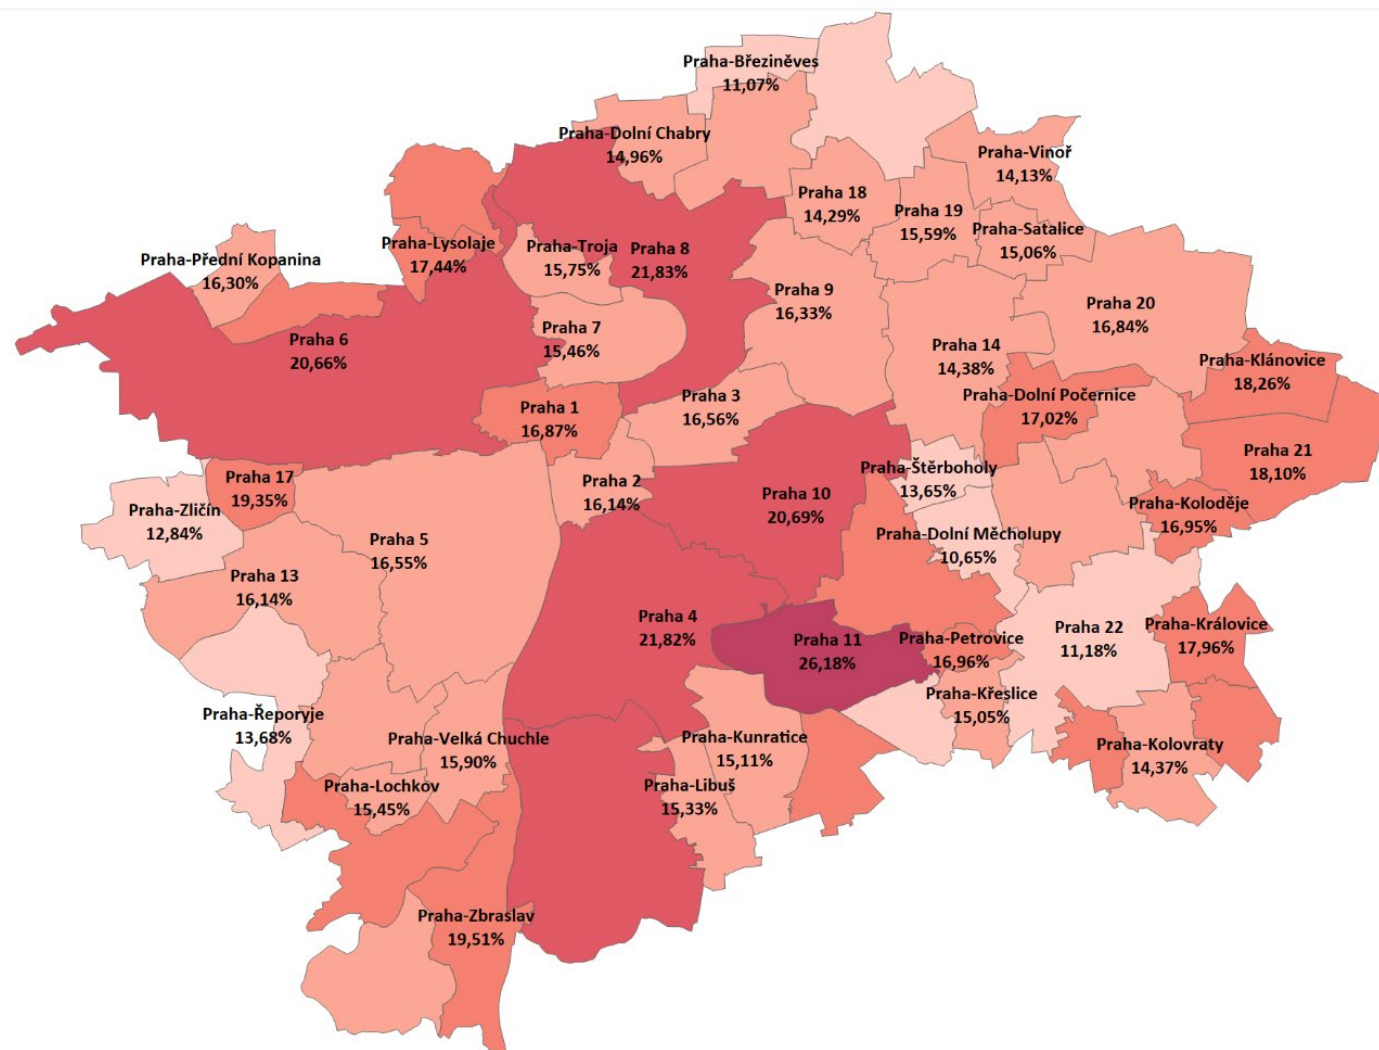 Praha-Březiněves
11,07%
Praha-Dolní Chabry
14,96%
Praha-Vinoř
14,13%
Praha 18
14,29%
Praha 19
15,59%
Praha-Satalice
15,06%
Praha-Lysolaje
17,44%
Praha-Troja
15,75%
Praha 8
21,83%
Praha-Přední Kopanina
16,30%
Praha 9
16,33%
Praha 20
16,84%
Praha 6
20,66%
Praha 7
15,46%
Praha 14
14,38%
Praha-Klánovice
18,26%
Praha 3
16,56%
Praha-Dolní Počernice
17,02%
Praha 1
16,87%
Praha 21
18,10%
Praha-Štěrboholy
13,65%
Praha 17
19,35%
Praha 2
16,14%
Praha 10
20,69%
Praha-Koloděje
16,95%
Praha-Zličín
12,84%
Praha 5
16,55%
Praha-Dolní Měcholupy
10,65%
Praha 13
16,14%
Praha 4
21,82%
Praha 11
26,18%
Praha-Petrovice
16,96%
Praha 22
11,18%
Praha-Královice
17,96%
Praha-Křeslice
15,05%
Praha-Řeporyje
13,68%
Praha-Velká Chuchle
15,90%
Praha-Kunratice
15,11%
Praha-Kolovraty
14,37%
Praha-Lochkov
15,45%
Praha-Libuš
15,33%
Praha-Zbraslav
19,51%